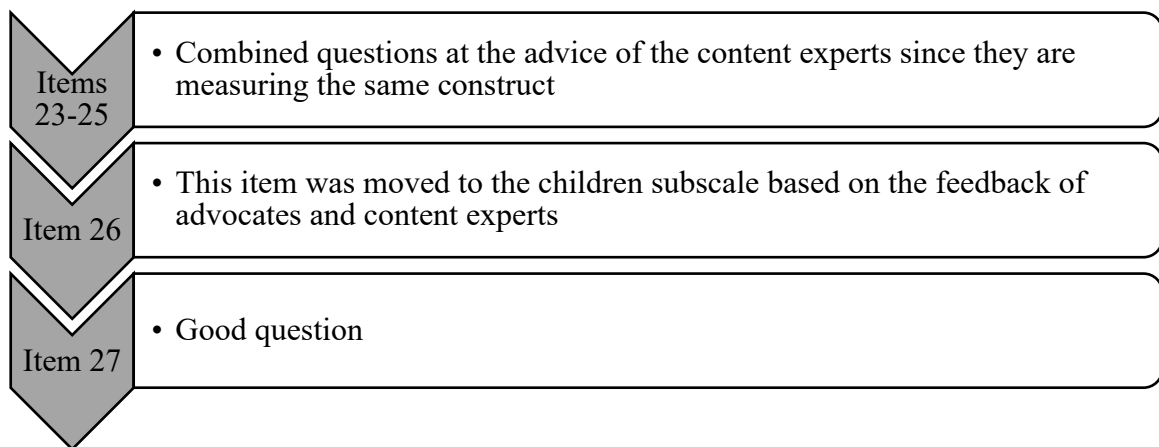 Items
23-25
• Combined questions at the advice of the content experts since they are
measuring the same construct
Item 26
• This item was moved to the children subscale based on the feedback of
advocates and content experts
Item 27
• Good question